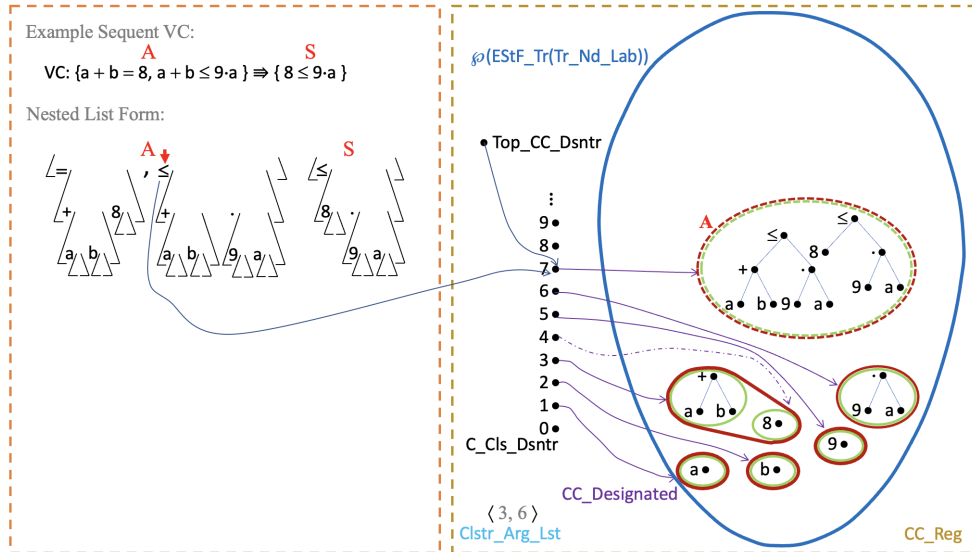 Example Sequent VC:
A S
VC: {a + b = 8, a + b ≤ 9·a } ⇛ { 8 ≤ 9·a }
Nested List Form:
A S
= , ≤ ≤
+ 8 + · 8 ·
a b a b 9 a 9 a
℘(EStF_Tr(Tr_Nd_Lab))
Top_CC_Dsntr
⋮
9
8
7
6
5
4
3
2
1
0
C_Cls_Dsntr
A
≤
≤ 8 ·
+ · 9 a
a b 9 a
+
a b
8
·
9 a
9
a
b
CC_Designated
⟨ 3, 6 ⟩
Clstr_Arg_Lst
CC_Reg